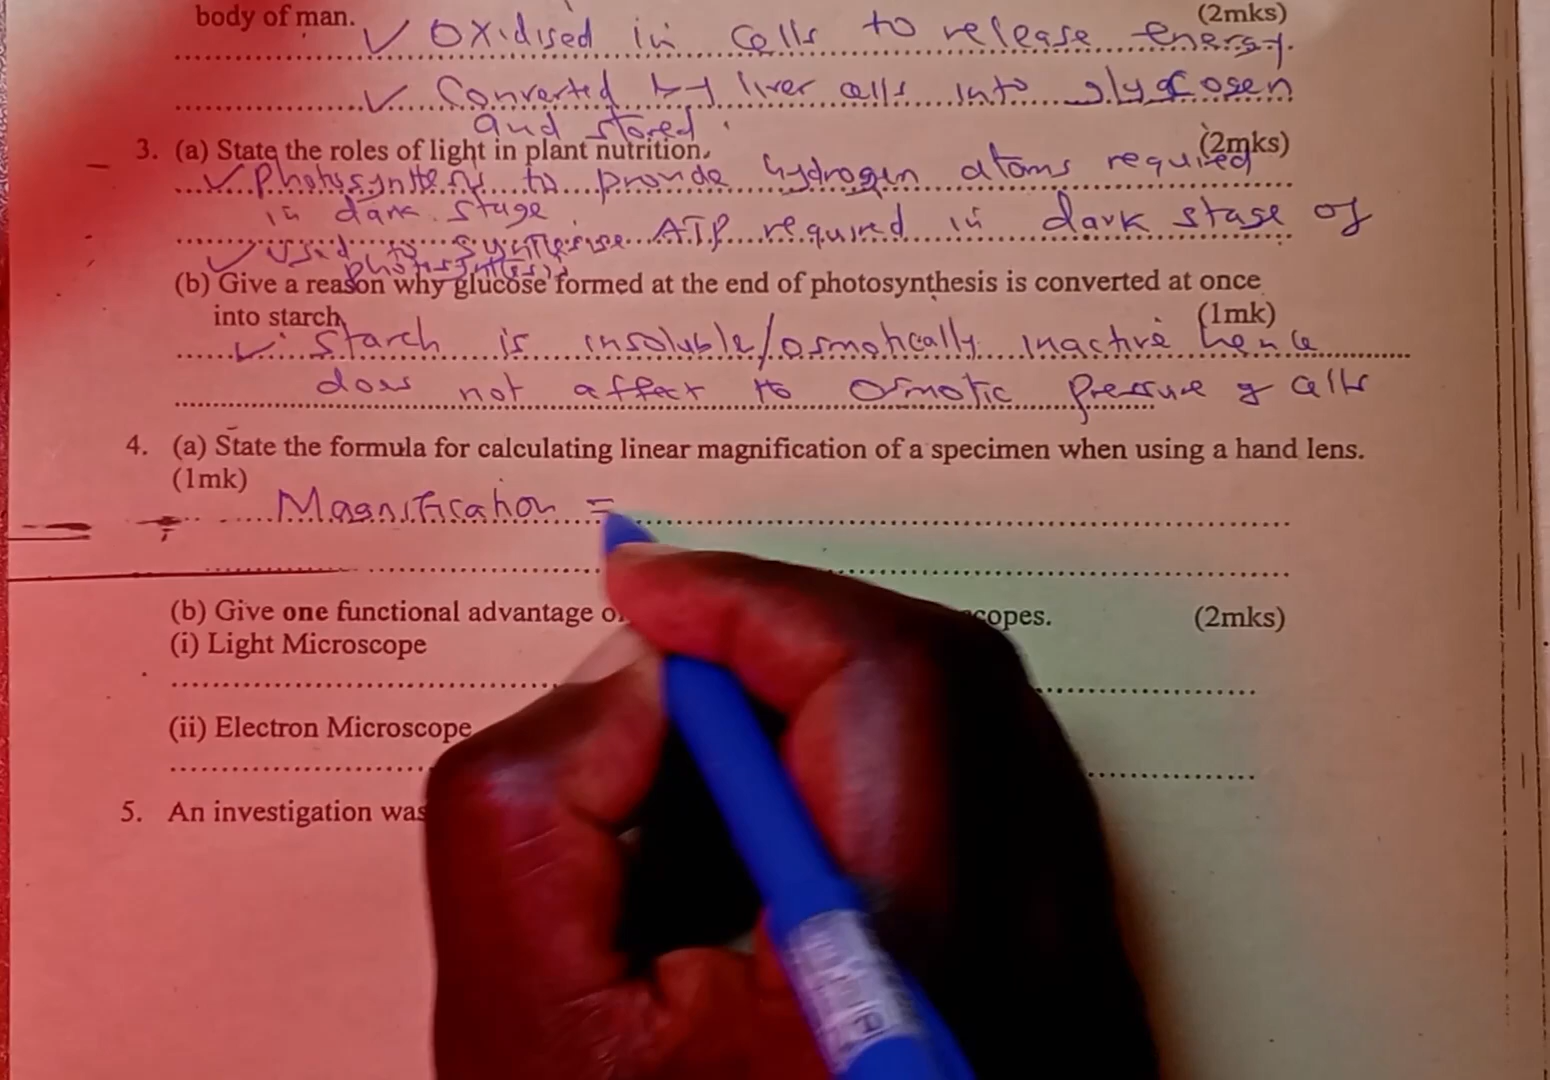 body of man. (2mks)
✓ Oxidised in cells to release energy.
✓ Converted by liver cells into glycogen
and stored.
3. (a) State the roles of light in plant nutrition. (2mks)
✓ Photosynthesis to provide hydrogen atoms required
in dark stage.
✓ used to synthesise ATP required in dark stage of
photosynthesis
(b) Give a reason why glucose formed at the end of photosynthesis is converted at once
into starch (1mk)
✓ Starch is insoluble/osmotically inactive hence
does not affect to Osmotic pressure of cells
4. (a) State the formula for calculating linear magnification of a specimen when using a hand lens.
(1mk)
Magnification =
(b) Give one functional advantage (2mks)
(i) Light Microscope
(ii) Electron Microscope
5. An investigation was